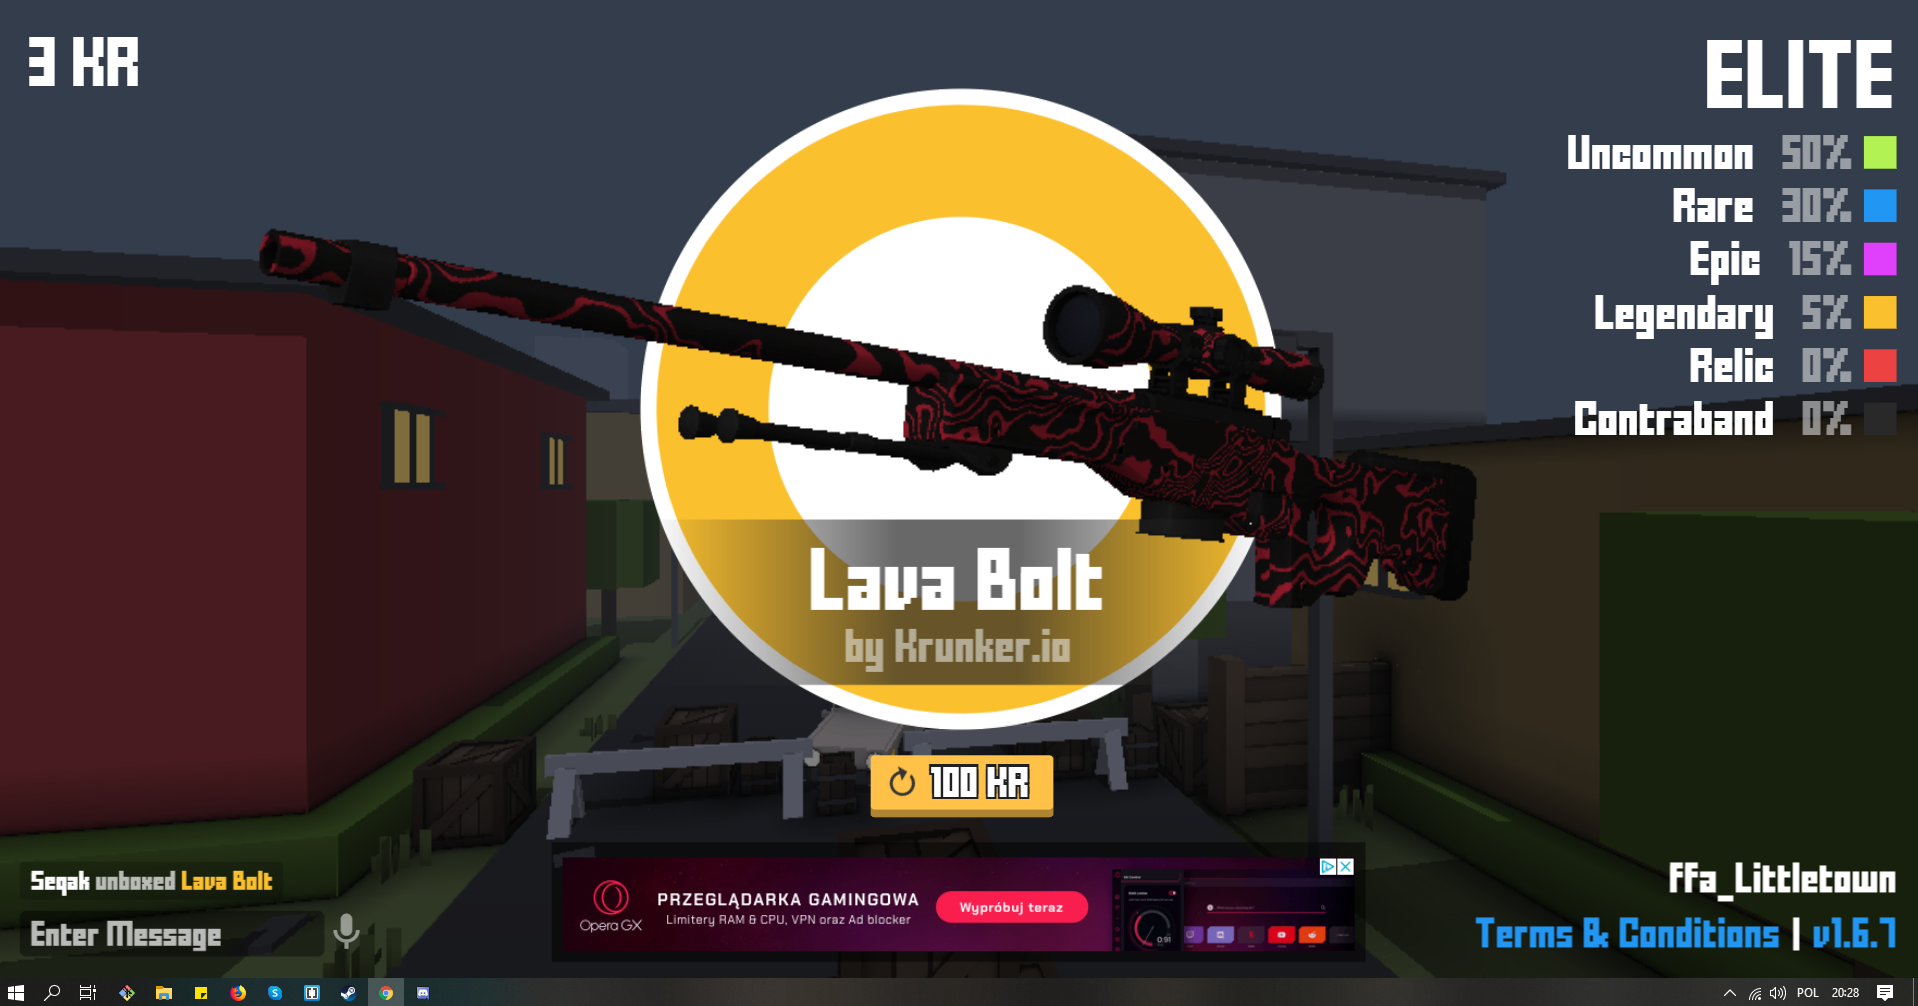 3 KR
ELITE
Uncommon 50%
Rare 30%
Epic 15%
Legendary 5%
Relic 0%
Contraband 0%
Lava Bolt
by Krunker.io
100 KR
Seqak unboxed Lava Bolt
Enter Message
Opera GX
PRZEGLĄDARKA GAMINGOWA
Limitery RAM & CPU, VPN oraz Ad blocker
Wypróbuj teraz
0.91
ffa_Littletown
Terms & Conditions | v1.6.7
POL 20:28